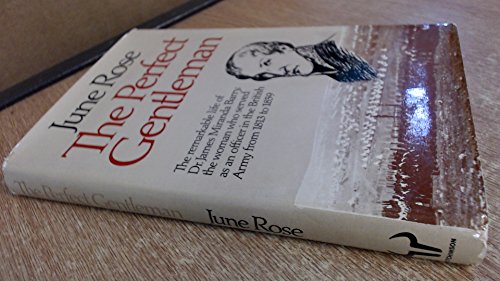 June Rose
The Perfect
Gentleman
The remarkable life of
Dr James Miranda Barry
the woman who served
as an officer in the British
Army from 1813 to 1859
The Perfect Gentleman
June Rose
HUTCHINSON